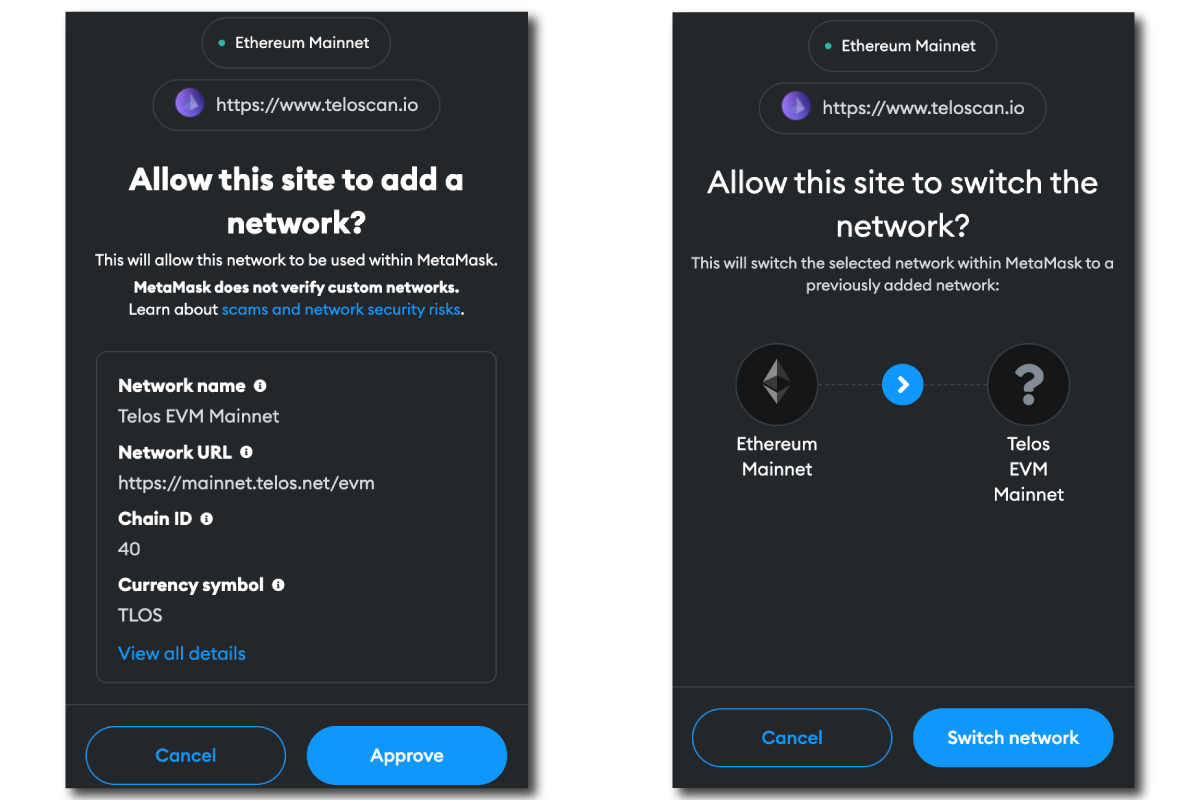 Ethereum Mainnet
https://www.teloscan.io
Allow this site to add a
network?
This will allow this network to be used within MetaMask.
MetaMask does not verify custom networks.
Learn about scams and network security risks.
Network name
Telos EVM Mainnet
Network URL
https://mainnet.telos.net/evm
Chain ID
40
Currency symbol
TLOS
View all details
Cancel
Approve
Ethereum Mainnet
https://www.teloscan.io
Allow this site to switch the
network?
This will switch the selected network within MetaMask to a
previously added network:
?
Ethereum
Mainnet
Telos
EVM
Mainnet
Cancel
Switch network